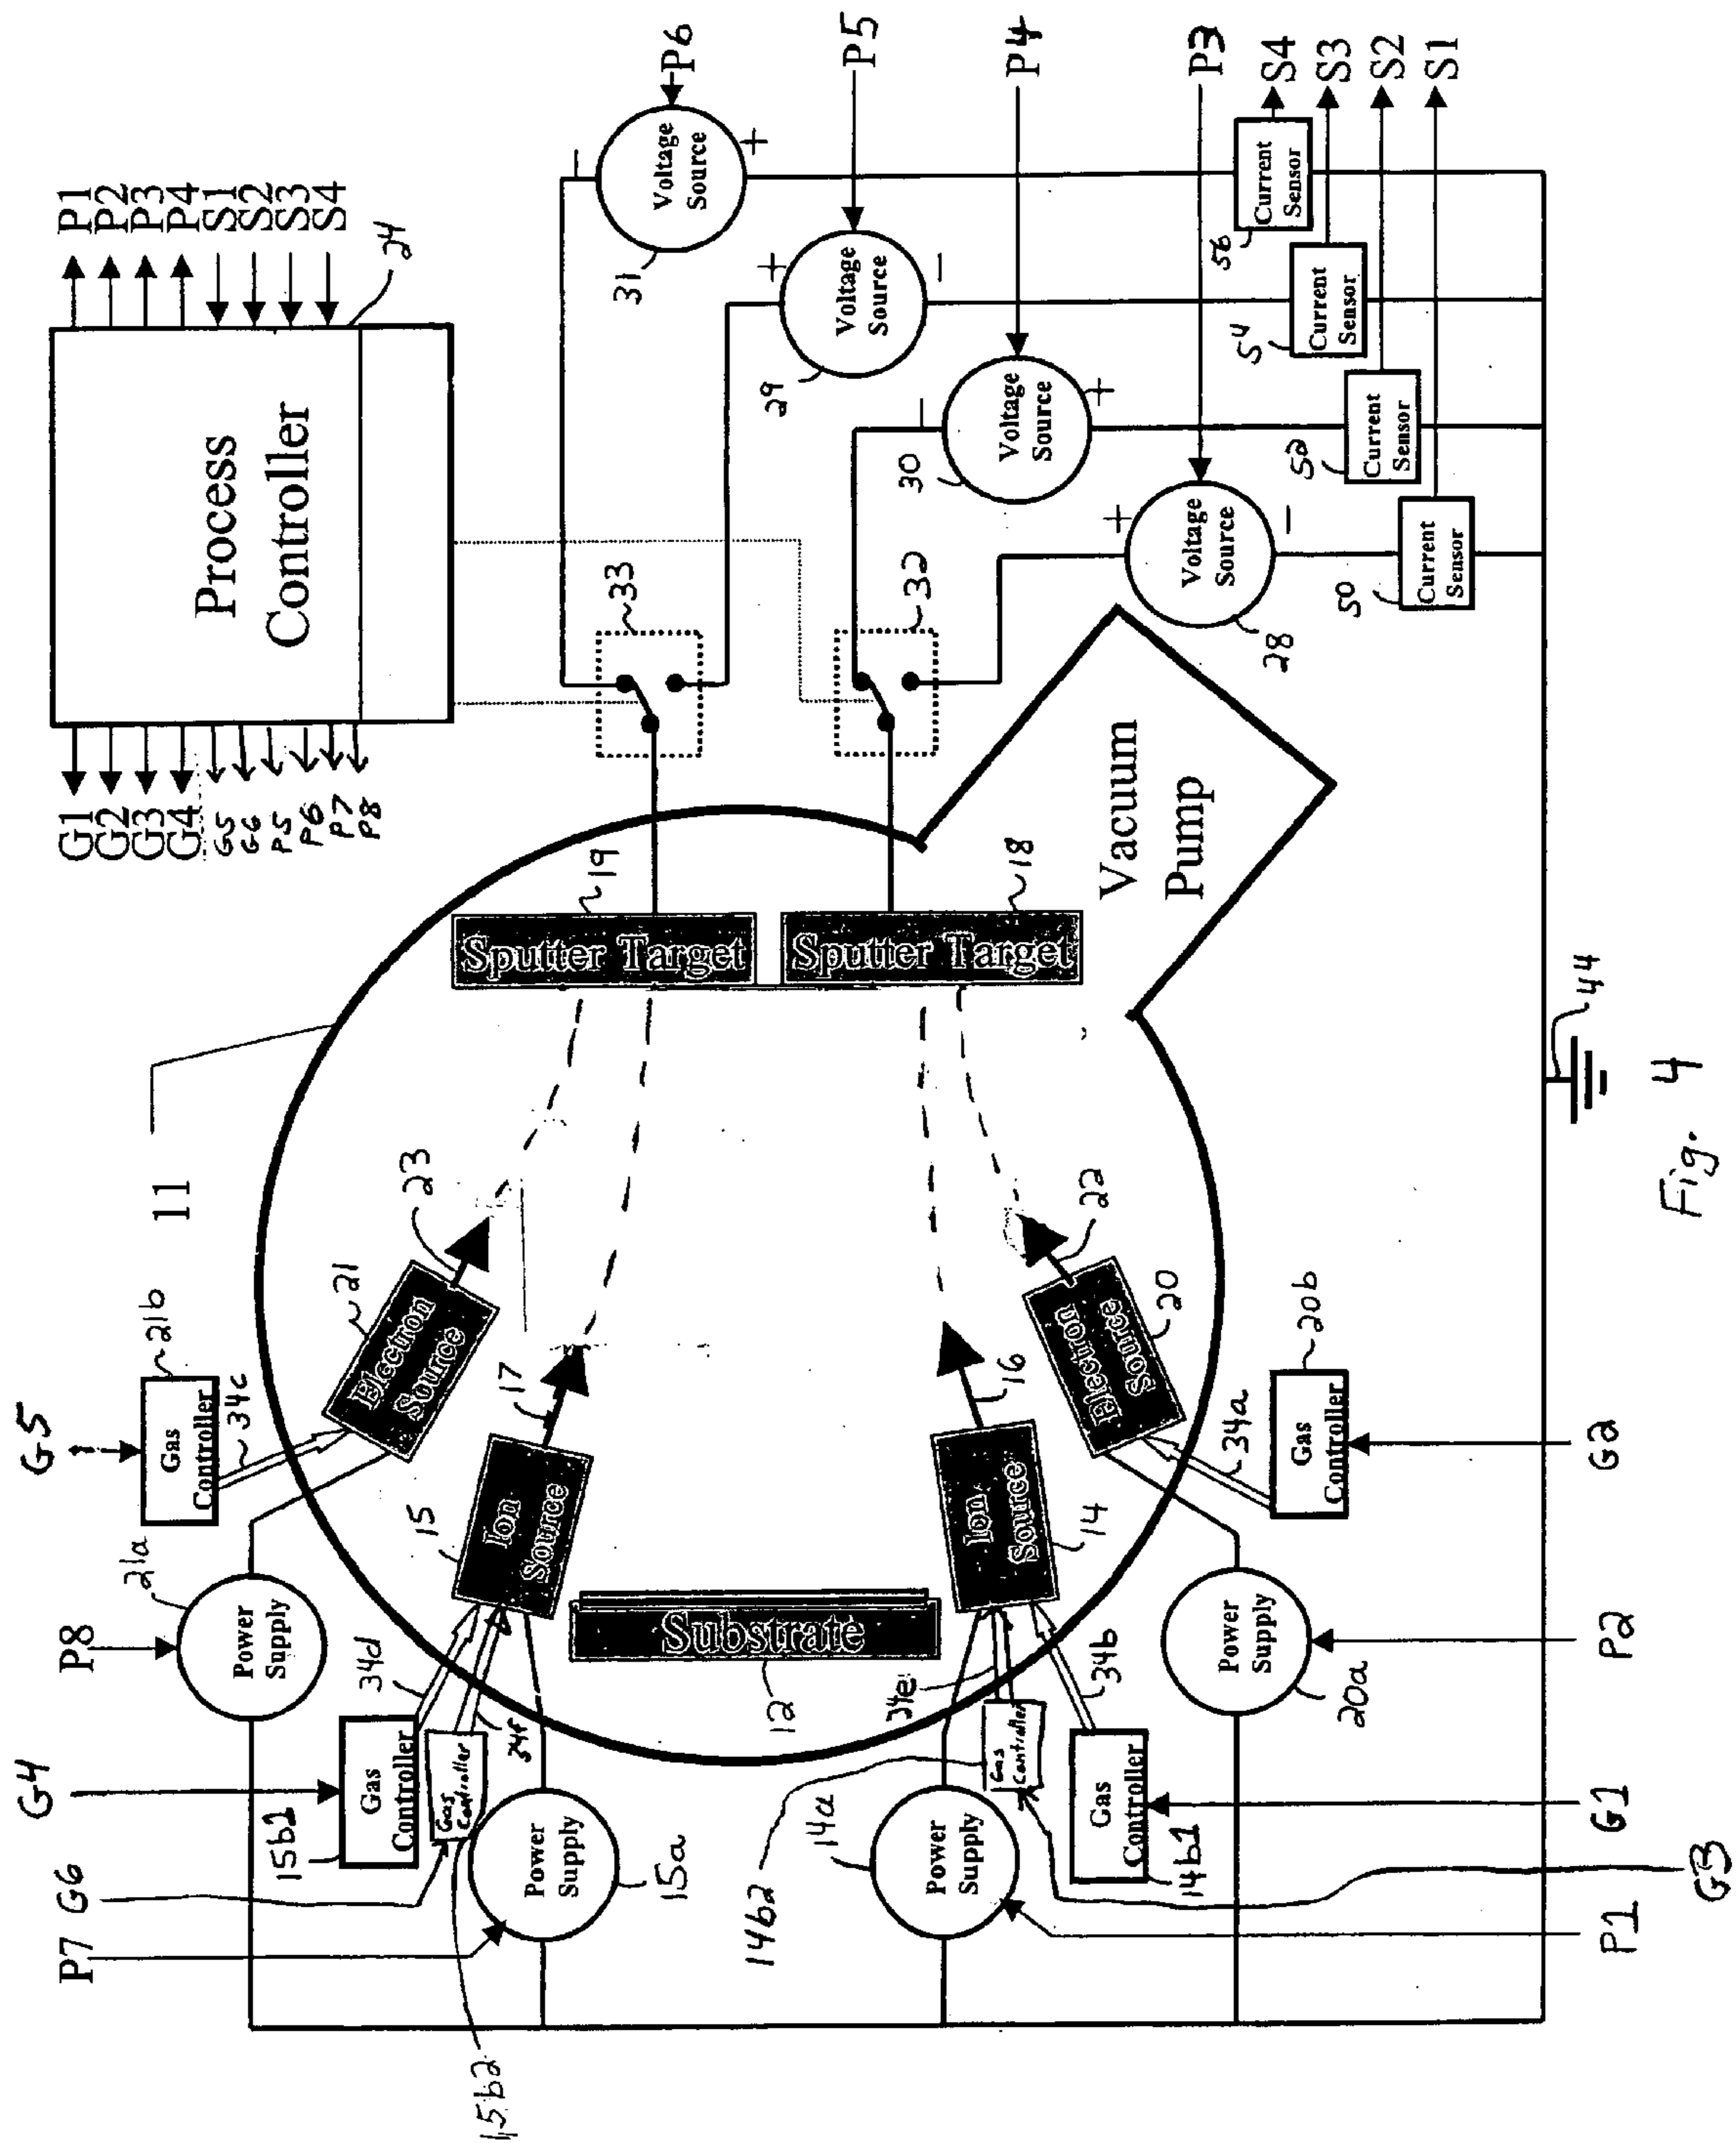 G1
G2
G3
G4
G5
G6
P5
P6
P7
P8
Process
Controller
P1
P2
P3
P4
S1
S2
S3
S4
24
11
P7
G6
G4
P8
G5
21a
21b
Power
Supply
Gas
Controller
34c
15b1
Gas
Controller
34d
Gas
Controller
34f
15b2
Power
Supply
15a
15
Ion
Source
17
21
Electron
Source
23
12
Substrate
Sputter Target
19
Sputter Target
18
33
32
31
Voltage
Source
P6
-
+
29
Voltage
Source
P5
+
-
30
Voltage
Source
P4
-
+
28
Voltage
Source
P3
+
-
56
Current
Sensor
S4
54
Current
Sensor
S3
52
Current
Sensor
S2
50
Current
Sensor
S1
Vacuum
Pump
14
Ion
Source
16
20
Electron
Source
22
34e
Gas
Controller
14b2
14a
Power
Supply
34b
Gas
Controller
14b1
Power
Supply
20a
34a
Gas
Controller
20b
P1
G3
G1
P2
G2
44
Fig. 4